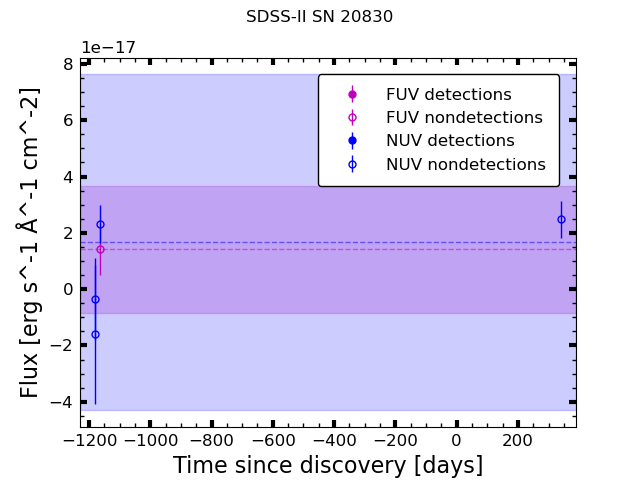 SDSS-II SN 20830
1e−17
8
6
4
2
0
−2
−4
Flux [erg s^-1 Å^-1 cm^-2]
FUV detections
FUV nondetections
NUV detections
NUV nondetections
−1200 −1000 −800 −600 −400 −200 0 200
Time since discovery [days]